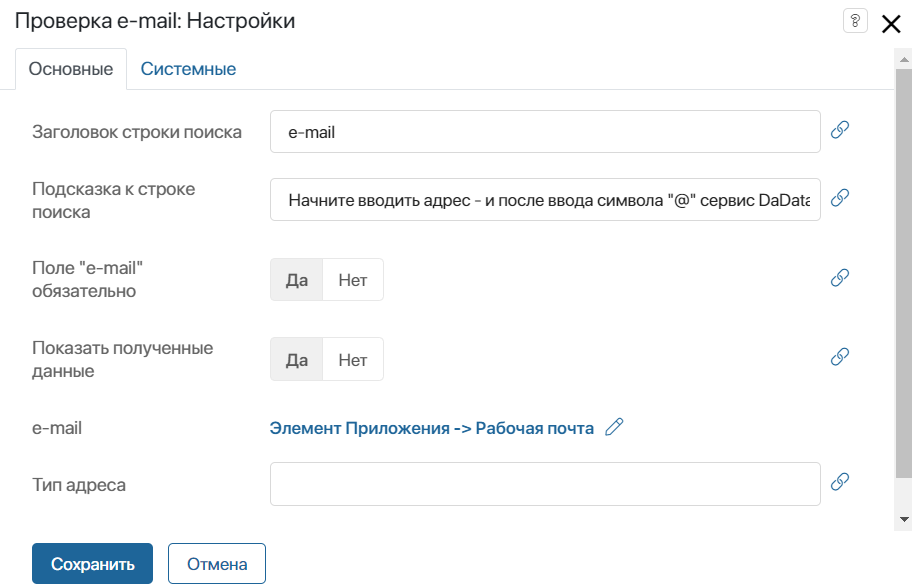 Проверка e-mail: Настройки
?
Основные Системные
Заголовок строки поиска e-mail
Подсказка к строке
поиска
Начните вводить адрес - и после ввода символа "@" сервис DaData
Поле "e-mail"
обязательно
Да Нет
Показать полученные
данные
Да Нет
e-mail Элемент Приложения -> Рабочая почта
Тип адреса
Сохранить Отмена